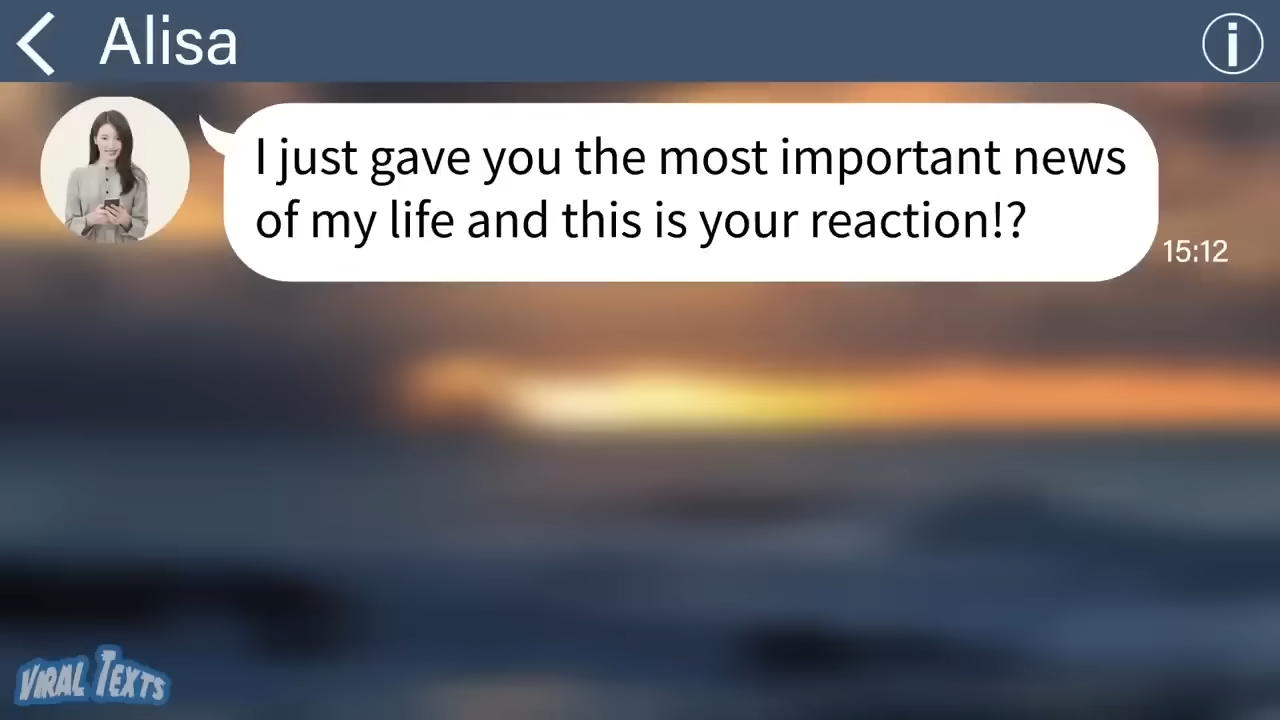 Alisa
I just gave you the most important news
of my life and this is your reaction!?
15:12
VIRAL TEXTS